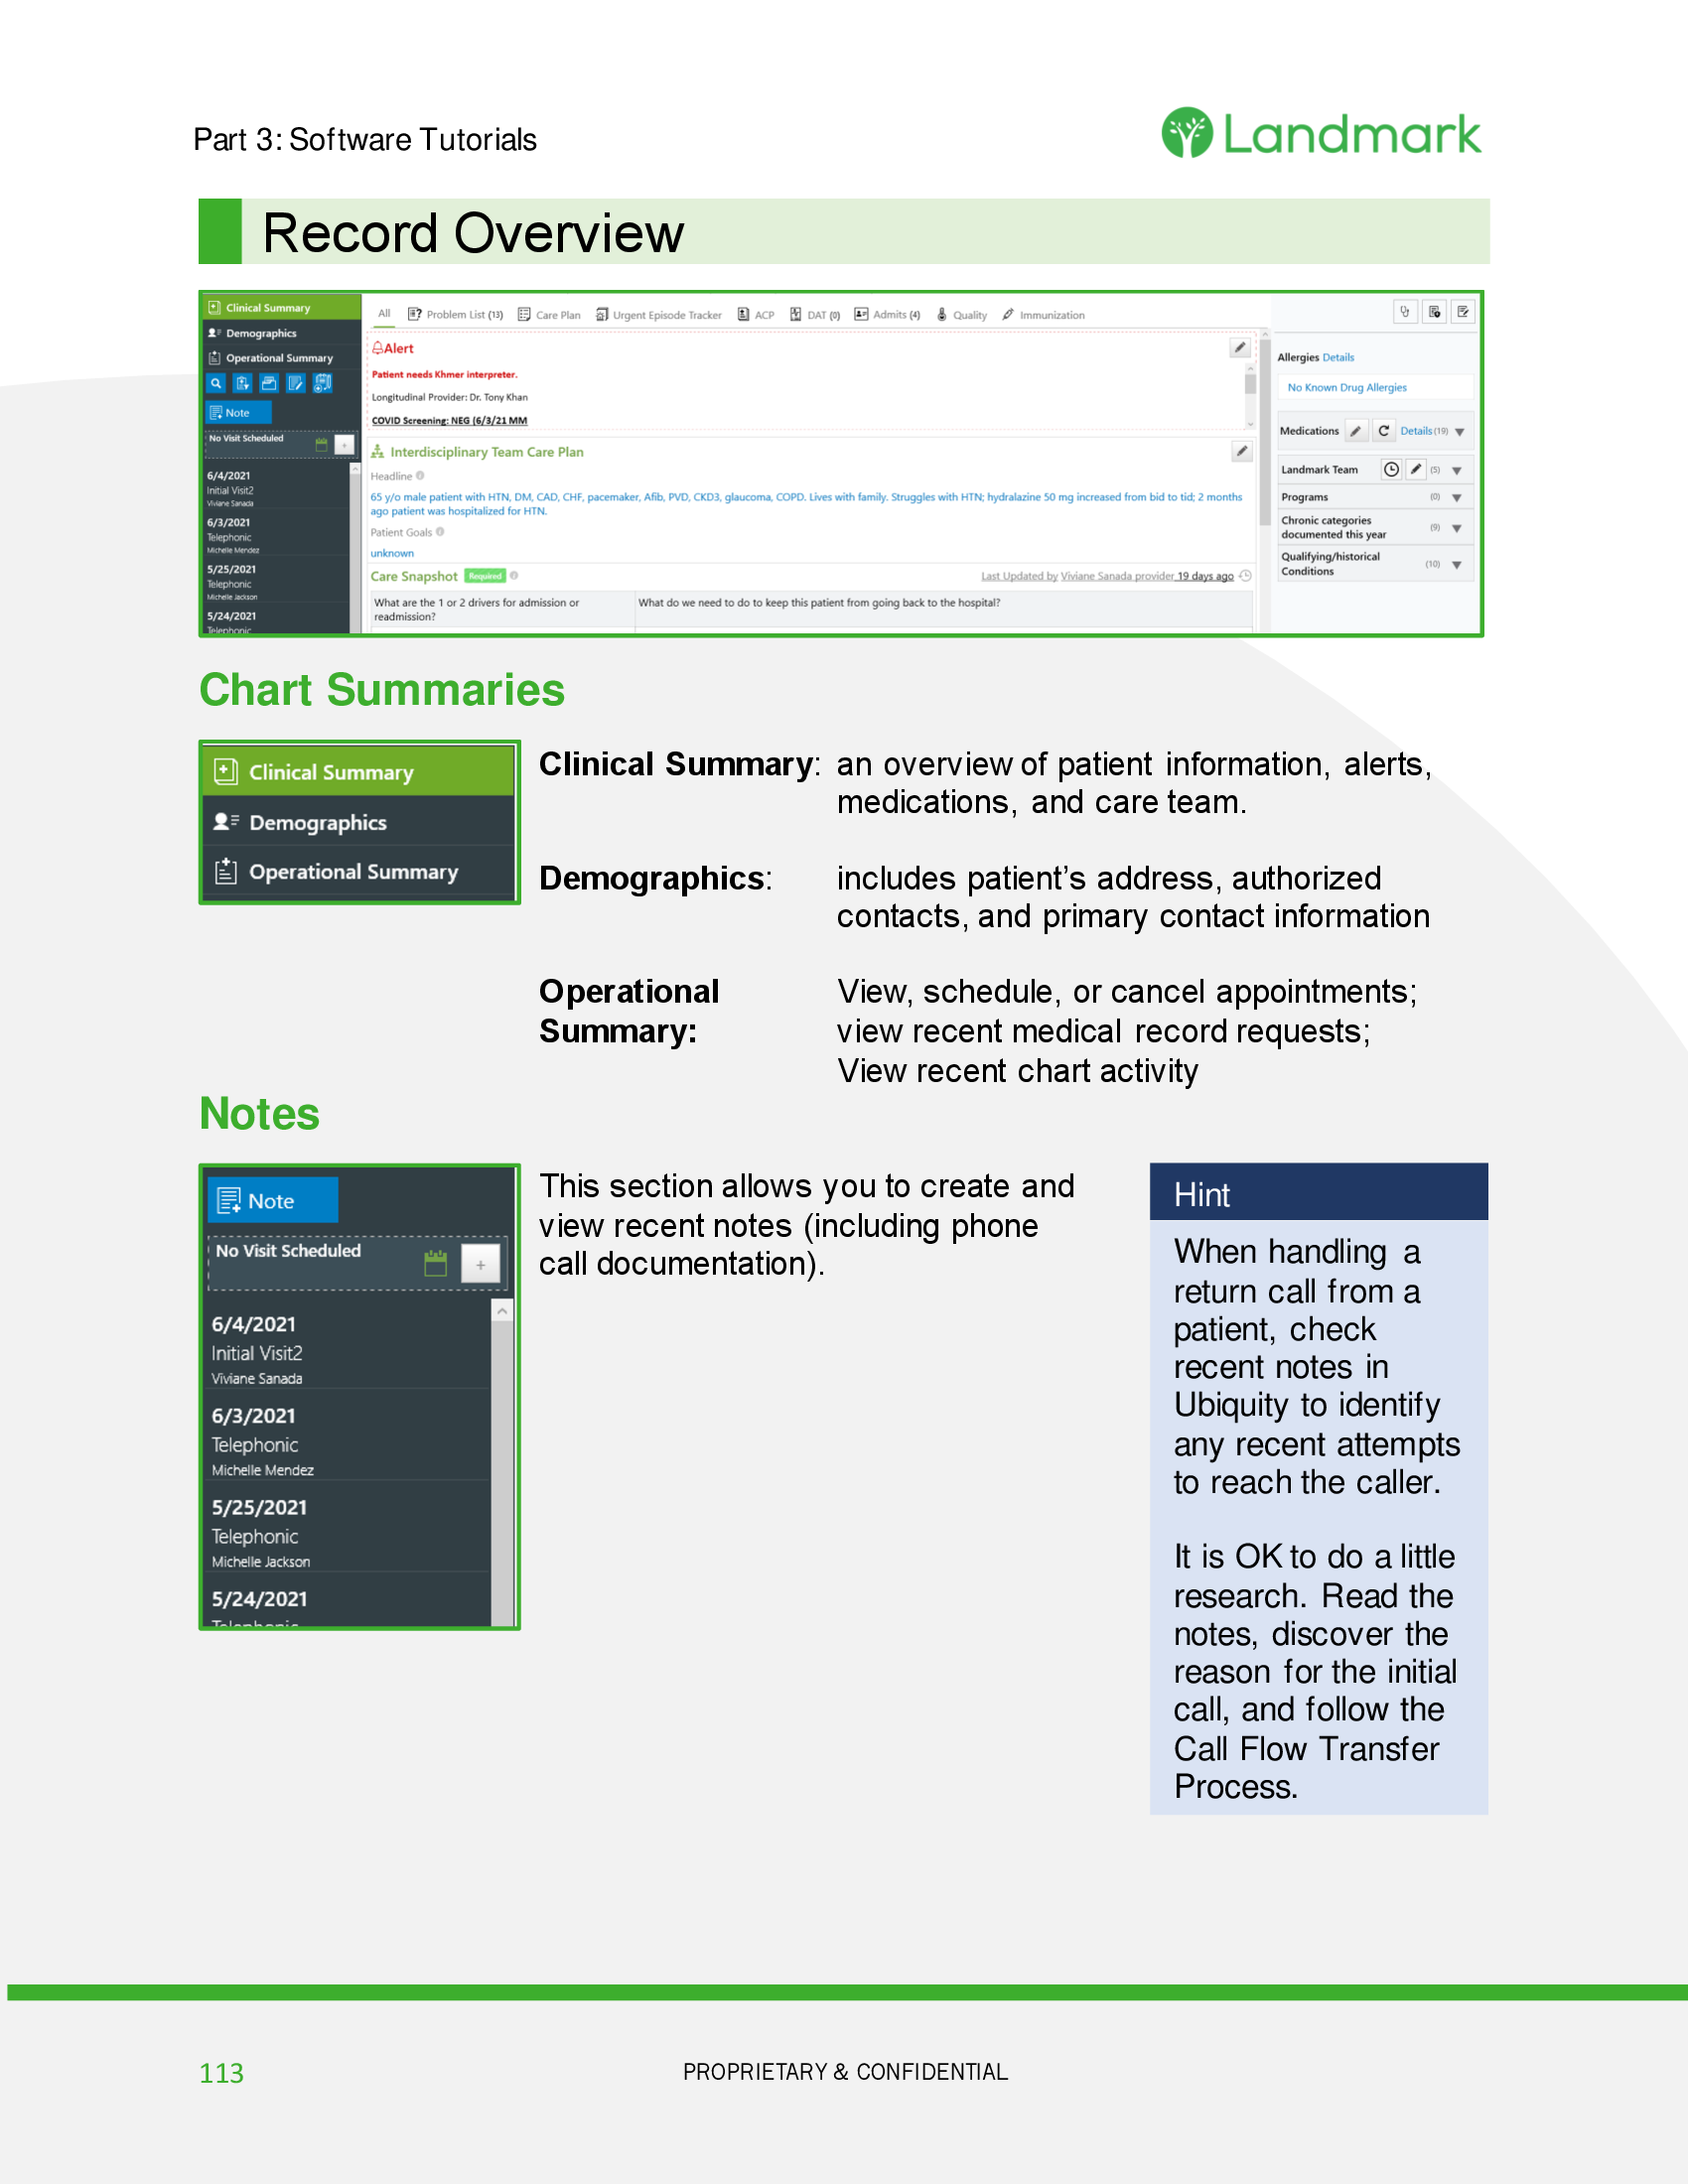 Part 3: Software Tutorials
Landmark
Record Overview
Clinical Summary
Demographics
Operational Summary
Note
No Visit Scheduled
+
6/4/2021
Initial Visit2
Viviane Sanada
6/3/2021
Telephonic
Michelle Mendez
5/25/2021
Telephonic
Michelle Jackson
5/24/2021
Telephonic
All Problem List (13) Care Plan Urgent Episode Tracker ACP DAT (0) Admits (4) Quality Immunization
Alert
Patient needs Khmer interpreter.
Longitudinal Provider: Dr. Tony Khan
COVID Screening: NEG (6/3/21 MM
Interdisciplinary Team Care Plan
Headline
65 y/o male patient with HTN, DM, CAD, CHF, pacemaker, Afib, PVD, CKD3, glaucoma, COPD. Lives with family. Struggles with HTN; hydralazine 50 mg increased from bid to tid; 2 months
ago patient was hospitalized for HTN.
Patient Goals
unknown
Care Snapshot Required Last Updated by Viviane Sanada provider 19 days ago
What are the 1 or 2 drivers for admission or
readmission?
What do we need to do to keep this patient from going back to the hospital?
Allergies Details
No Known Drug Allergies
Medications Details (19)
Landmark Team (5)
Programs (0)
Chronic categories
documented this year (9)
Qualifying/historical
Conditions (10)
Chart Summaries
Clinical Summary
Demographics
Operational Summary
Clinical Summary: an overview of patient information, alerts,
medications, and care team.
Demographics: includes patient’s address, authorized
contacts, and primary contact information
Operational View, schedule, or cancel appointments;
Summary: view recent medical record requests;
View recent chart activity
Notes
Note
No Visit Scheduled
+
6/4/2021
Initial Visit2
Viviane Sanada
6/3/2021
Telephonic
Michelle Mendez
5/25/2021
Telephonic
Michelle Jackson
5/24/2021
Telephonic
This section allows you to create and
view recent notes (including phone
call documentation).
Hint
When handling a
return call from a
patient, check
recent notes in
Ubiquity to identify
any recent attempts
to reach the caller.
It is OK to do a little
research. Read the
notes, discover the
reason for the initial
call, and follow the
Call Flow Transfer
Process.
113
PROPRIETARY & CONFIDENTIAL